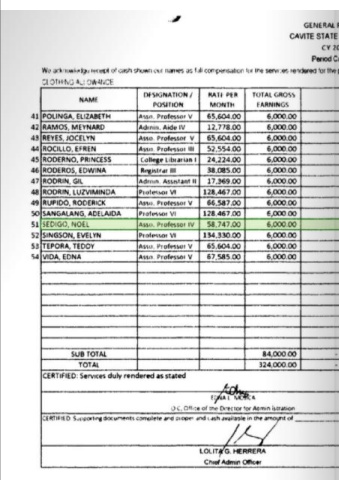 GENERAL
CAVITE STATE
CY 20
Period C
We acknowledge receipt of cash shown our names as full compensation for the services rendered for the
CLOTHING ALLOWANCE
NAME DESIGNATION / POSITION RATE PER MONTH TOTAL GROSS EARNINGS
41 POLINGA, ELIZABETH Asso. Professor V 65,604.00 6,000.00
42 RAMOS, MEYNARD Admin. Aide IV 12,778.00 6,000.00
43 REYES, JOCELYN Asso. Professor V 65,604.00 6,000.00
44 ROCILLO, EFREN Asso. Professor III 52,554.00 6,000.00
45 RODERNO, PRINCESS College Librarian I 24,224.00 6,000.00
46 RODEROS, EDWINA Registrar III 38,085.00 6,000.00
47 RODRIN, GIL Admin. Assistant II 17,369.00 6,000.00
48 RODRIN, LUZVIMINDA Professor VI 128,467.00 6,000.00
49 RUPIDO, RODERICK Asso. Professor V 66,587.00 6,000.00
50 SANGALANG, ADELAIDA Professor VI 128,467.00 6,000.00
51 SEDIGO, NOEL Asso. Professor IV 58,747.00 6,000.00
52 SINGSON, EVELYN Professor VI 134,330.00 6,000.00
53 TEPORA, TEDDY Asso. Professor V 65,604.00 6,000.00
54 VIDA, EDNA Asso. Professor V 67,585.00 6,000.00
SUB TOTAL 84,000.00
TOTAL 324,000.00
CERTIFIED: Services duly rendered as stated
O.C, Office of the Director for Administration
CERTIFIED: Supporting documents complete and proper and cash available in the amount of
LOLITA G. HERRERA
Chief Admin Officer